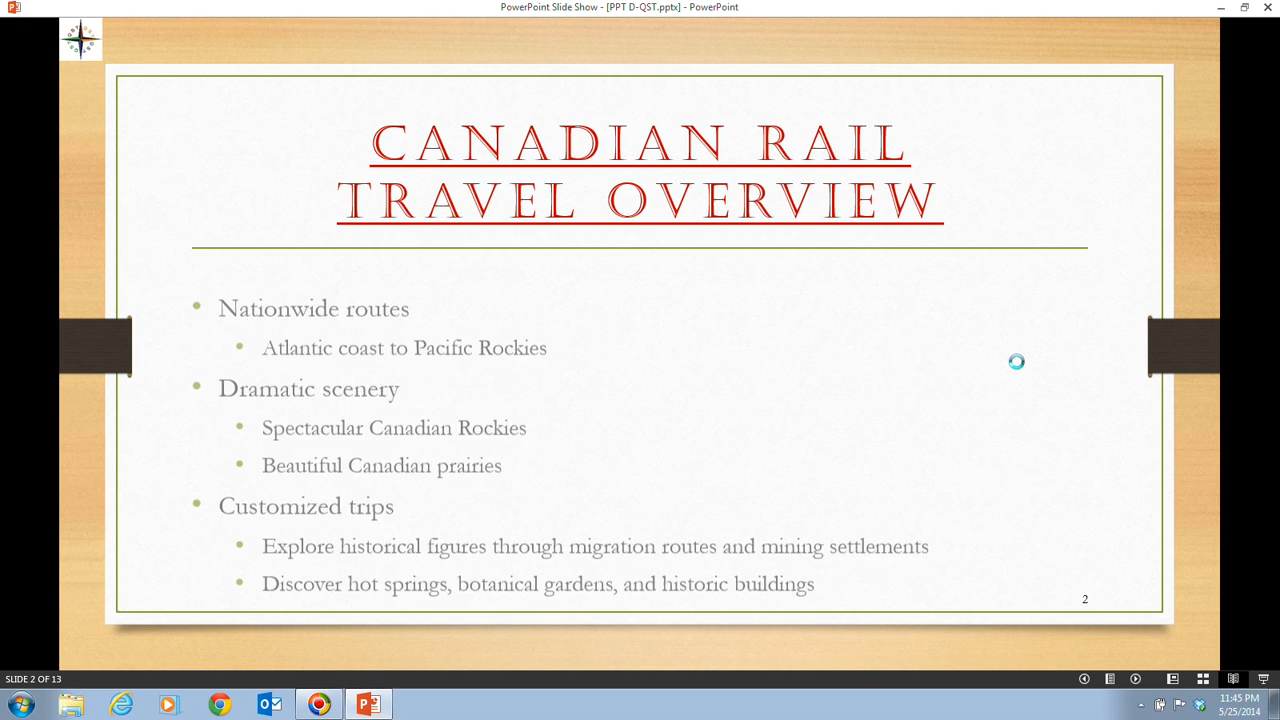 PowerPoint Slide Show - [PPT D-QST.pptx] - PowerPoint
CANADIAN RAIL
TRAVEL OVERVIEW
• Nationwide routes
• Atlantic coast to Pacific Rockies
• Dramatic scenery
• Spectacular Canadian Rockies
• Beautiful Canadian prairies
• Customized trips
• Explore historical figures through migration routes and mining settlements
• Discover hot springs, botanical gardens, and historic buildings
2
SLIDE 2 OF 13
11:45 PM
5/25/2014